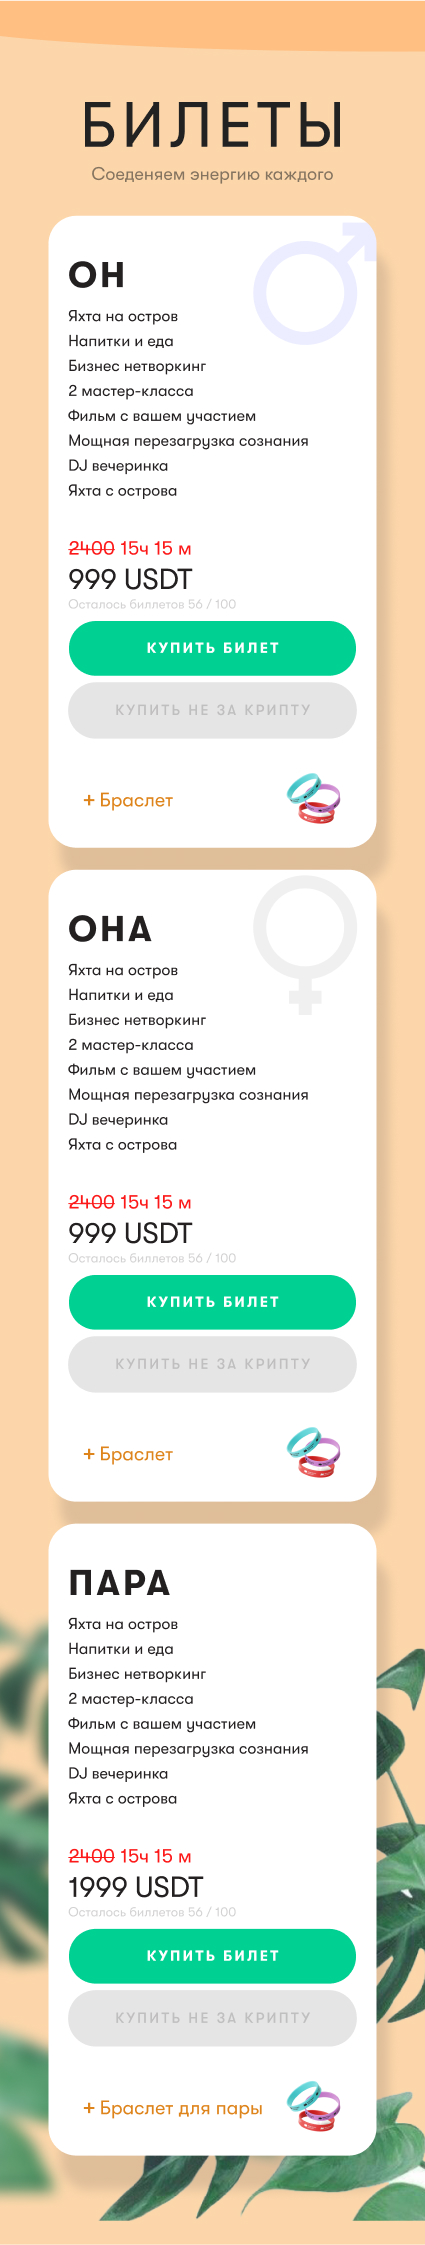 БИЛЕТЫ
Соеденяем энергию каждого
ОН
Яхта на остров
Напитки и еда
Бизнес нетворкинг
2 мастер-класса
Фильм с вашем участием
Мощная перезагрузка сознания
DJ вечеринка
Яхта с острова
2400 15ч 15 м
999 USDT
Осталось биллетов 56 / 100
КУПИТЬ БИЛЕТ
КУПИТЬ НЕ ЗА КРИПТУ
+ Браслет
ОНА
Яхта на остров
Напитки и еда
Бизнес нетворкинг
2 мастер-класса
Фильм с вашем участием
Мощная перезагрузка сознания
DJ вечеринка
Яхта с острова
2400 15ч 15 м
999 USDT
Осталось биллетов 56 / 100
КУПИТЬ БИЛЕТ
КУПИТЬ НЕ ЗА КРИПТУ
+ Браслет
ПАРА
Яхта на остров
Напитки и еда
Бизнес нетворкинг
2 мастер-класса
Фильм с вашем участием
Мощная перезагрузка сознания
DJ вечеринка
Яхта с острова
2400 15ч 15 м
1999 USDT
Осталось биллетов 56 / 100
КУПИТЬ БИЛЕТ
КУПИТЬ НЕ ЗА КРИПТУ
+ Браслет для пары